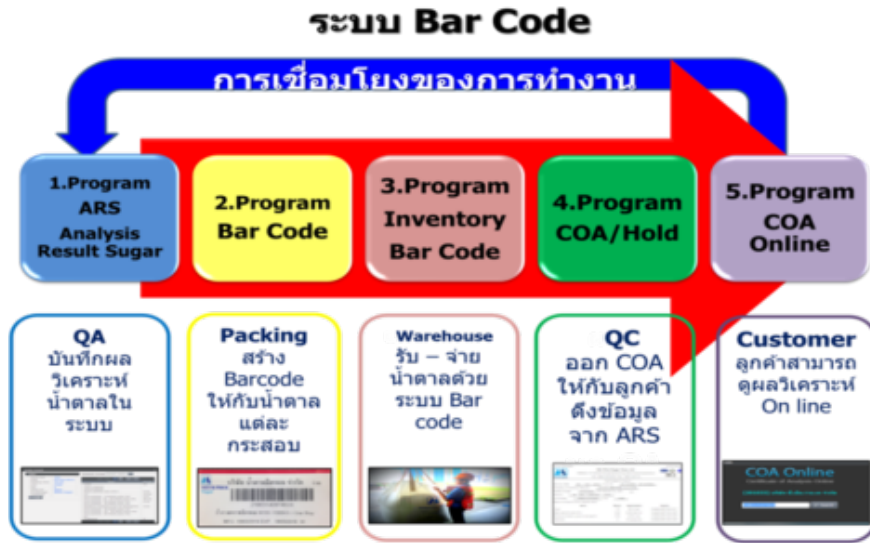 ระบบ Bar Code
การเชื่อมโยงของการทำงาน
1.Program
ARS
Analysis
Result Sugar
2.Program
Bar Code
3.Program
Inventory
Bar Code
4.Program
COA/Hold
5.Program
COA
Online
QA
บันทึกผล
วิเคราะห์
น้ำตาลใน
ระบบ
Packing
สร้าง
Barcode
ให้กับน้ำตาล
แต่ละ
กระสอบ
Warehouse
รับ – จ่าย
น้ำตาลด้วย
ระบบ Bar
code
QC
ออก COA
ให้กับลูกค้า
ดึงข้อมูล
จาก ARS
Customer
ลูกค้าสามารถ
ดูผลวิเคราะห์
On line
COA Online
Certificate of Analysis Online